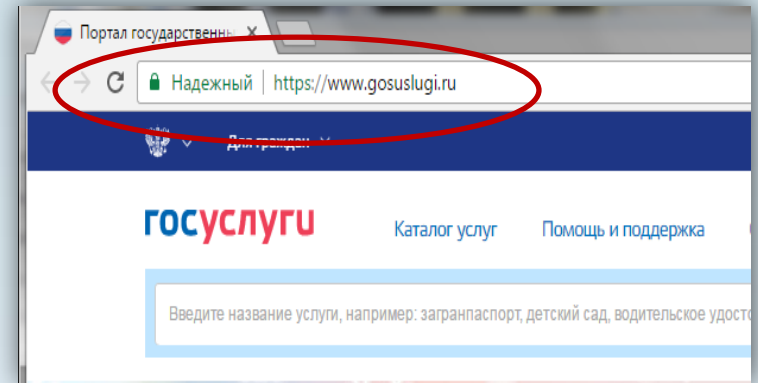 Портал государственны
Надежный https://www.gosuslugi.ru
Для граждан
госуслуги
Каталог услуг Помощь и поддержка
Введите название услуги, например: загранпаспорт, детский сад, водительское удосто